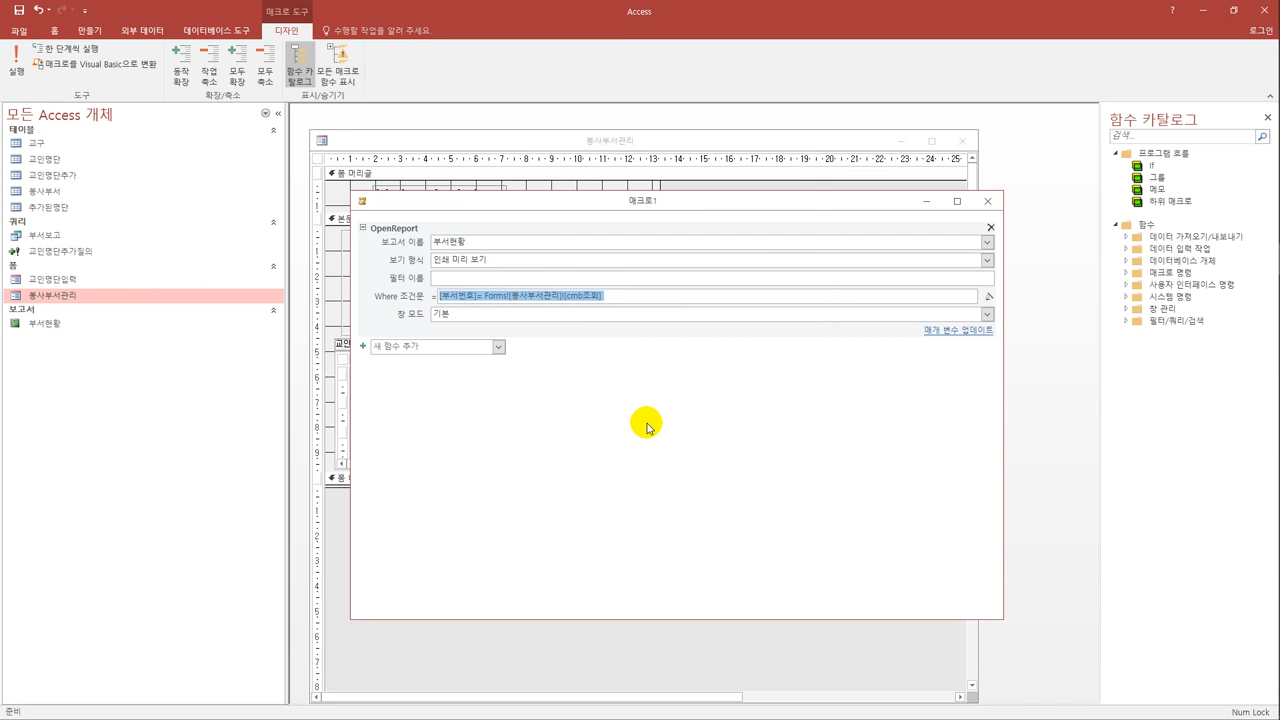 매크로 도구
Access
파일 홈 만들기 외부 데이터 데이터베이스 도구 디자인 수행할 작업을 알려 주세요.
로그인
실행
한 단계씩 실행
매크로를 Visual Basic으로 변환
동작 확장
작업 축소
모두 확장
모두 축소
함수 카탈로그
모든 매크로 함수 표시
도구
확장/축소
표시/숨기기
모든 Access 개체
테이블
교구
교인명단
교인명단추가
봉사부서
추가된명단
쿼리
부서보고
교인명단추가질의
폼
교인명단입력
봉사부서관리
보고서
부서현황
봉사부서관리
폼 머리글
본문
매크로1
OpenReport
보고서 이름 부서현황
보기 형식 인쇄 미리 보기
필터 이름
Where 조건문 = [부서번호]= Forms![봉사부서관리]![cmb조회]
창 모드 기본
매개 변수 업데이트
새 함수 추가
함수 카탈로그
검색...
프로그램 흐름
If
그룹
메모
하위 매크로
함수
데이터 가져오기/내보내기
데이터 입력 작업
데이터베이스 개체
매크로 명령
사용자 인터페이스 명령
시스템 명령
창 관리
필터/쿼리/검색
준비
Num Lock